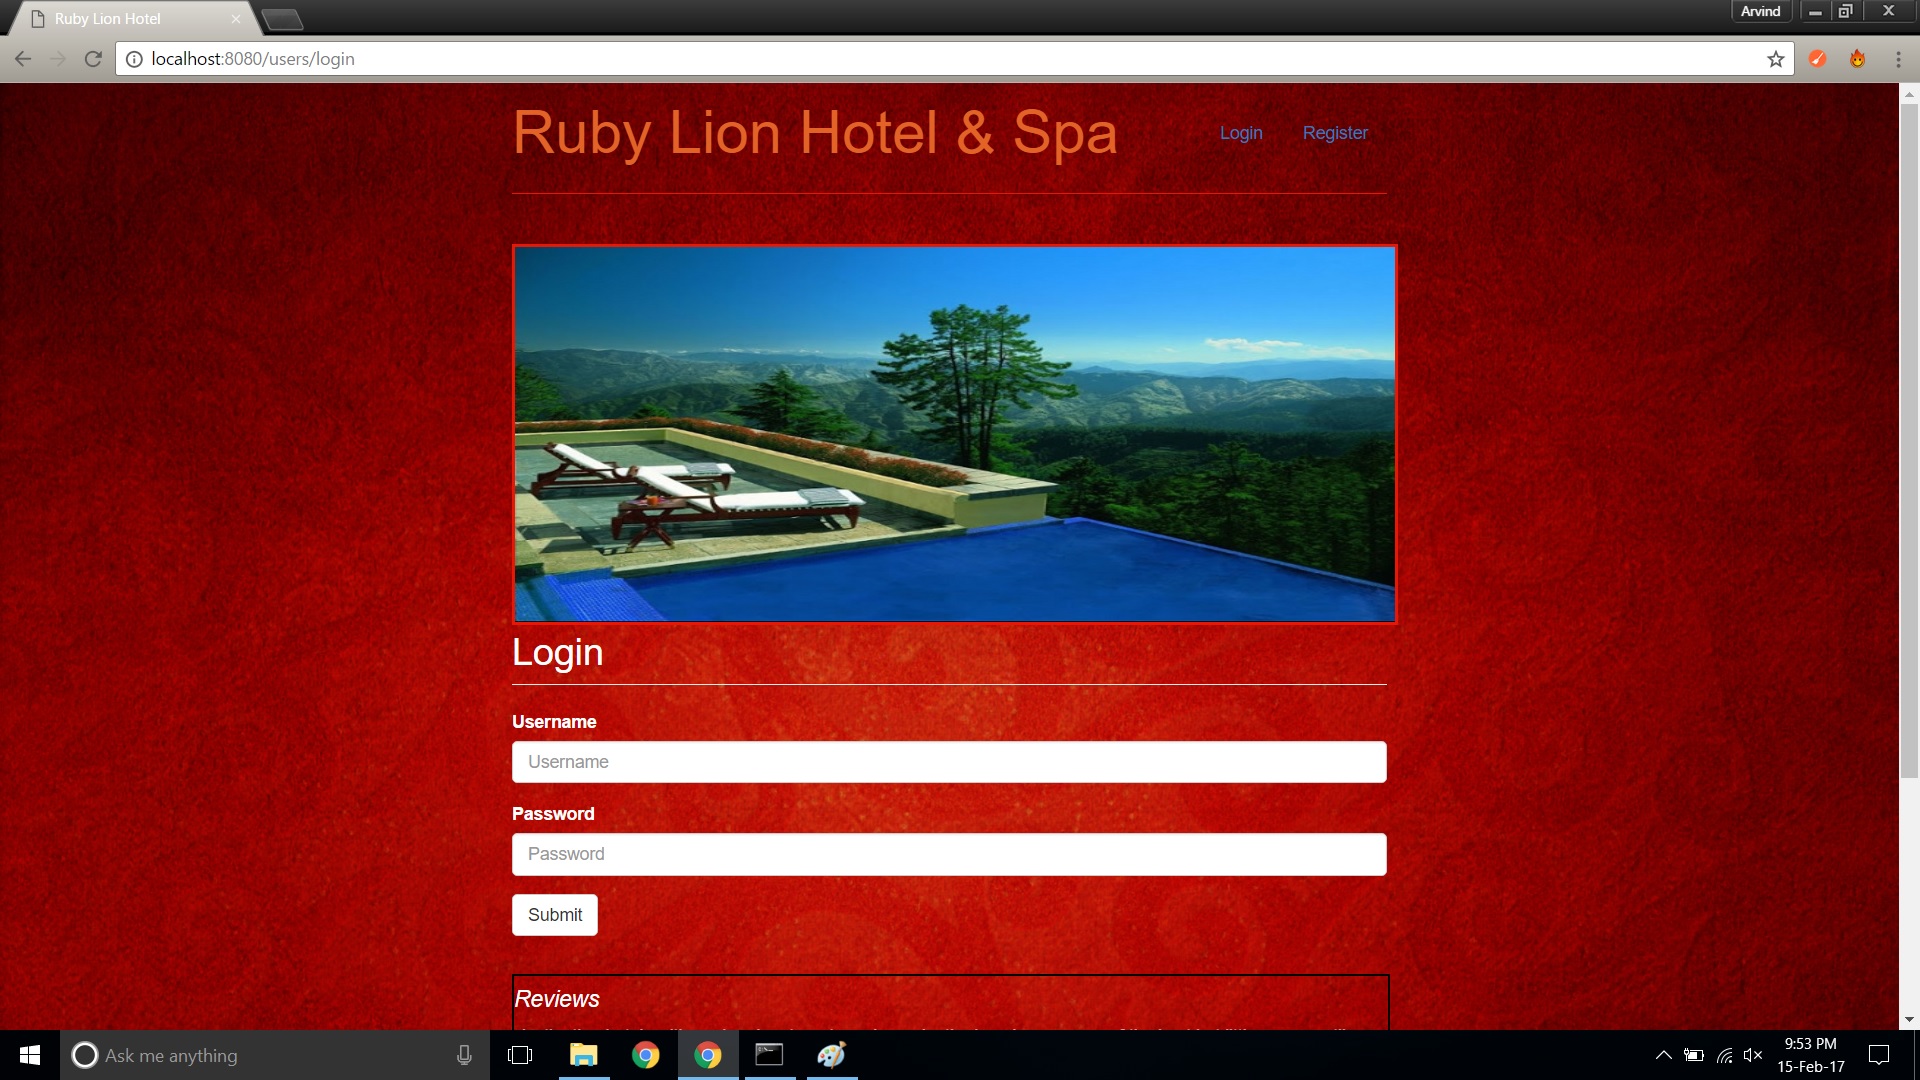 Ruby Lion Hotel
Arvind
localhost:8080/users/login
Ruby Lion Hotel & Spa
Login
Register
Login
Username
Username
Password
Password
Submit
Reviews
Ask me anything
9:53 PM
15-Feb-17